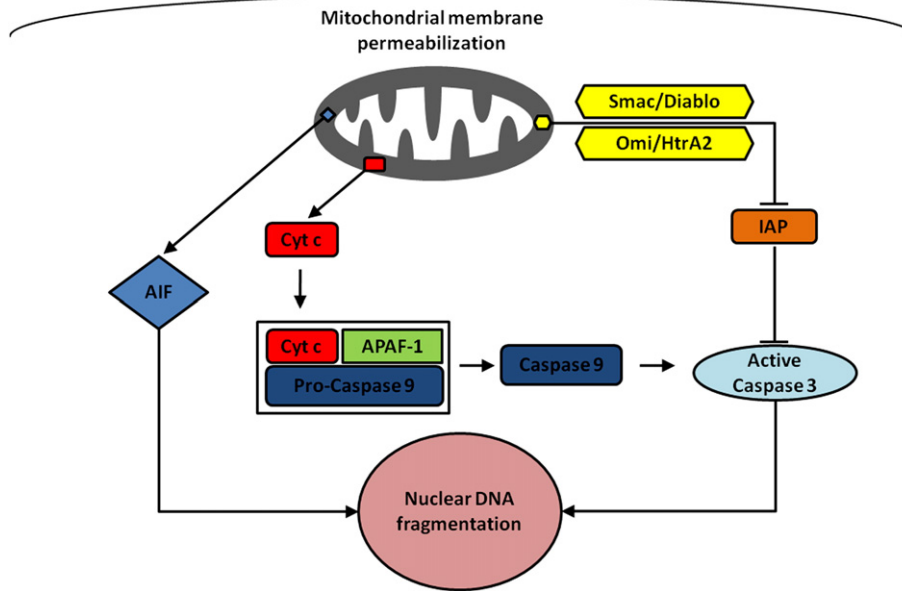 Mitochondrial membrane
permeabilization
Smac/Diablo
Omi/HtrA2
Cyt c
IAP
AIF
Cyt c
APAF-1
Pro-Caspase 9
Caspase 9
Active
Caspase 3
Nuclear DNA
fragmentation